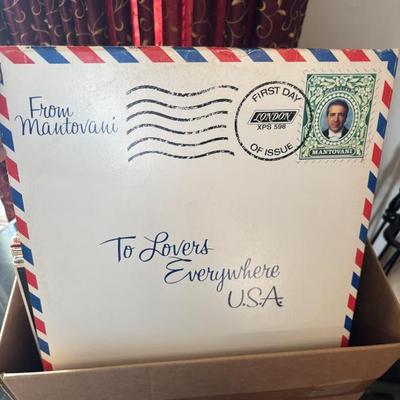 From
Mantovani
FIRST DAY
LONDON
XPS 598
OF ISSUE
MANTOVANI
To Lovers
Everywhere
U.S.A.